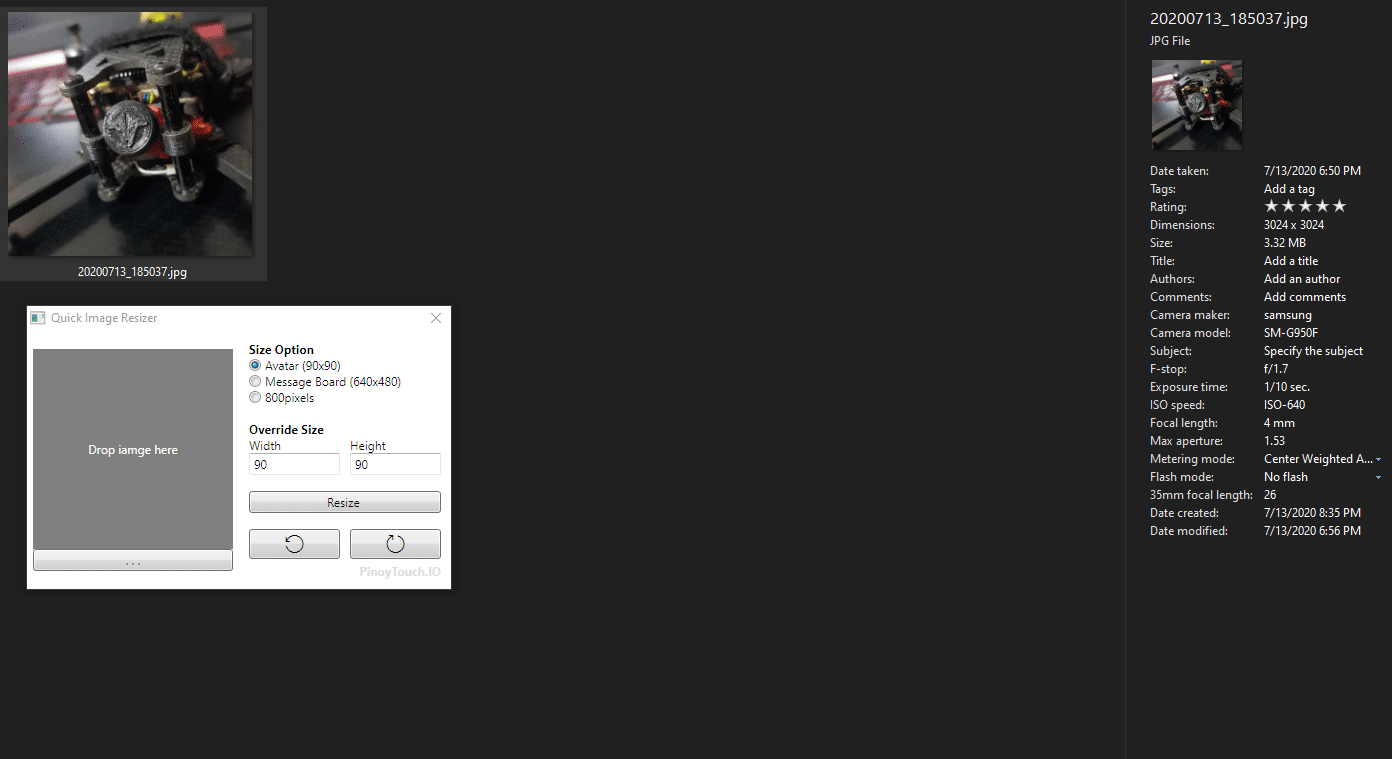 20200713_185037.jpg
Quick Image Resizer
Drop iamge here
...
Size Option
Avatar (90x90)
Message Board (640x480)
800pixels
Override Size
Width Height
90 90
Resize
PinoyTouch.IO
20200713_185037.jpg
JPG File
Date taken: 7/13/2020 6:50 PM
Tags: Add a tag
Rating:
Dimensions: 3024 x 3024
Size: 3.32 MB
Title: Add a title
Authors: Add an author
Comments: Add comments
Camera maker: samsung
Camera model: SM-G950F
Subject: Specify the subject
F-stop: f/1.7
Exposure time: 1/10 sec.
ISO speed: ISO-640
Focal length: 4 mm
Max aperture: 1.53
Metering mode: Center Weighted A...
Flash mode: No flash
35mm focal length: 26
Date created: 7/13/2020 8:35 PM
Date modified: 7/13/2020 6:56 PM